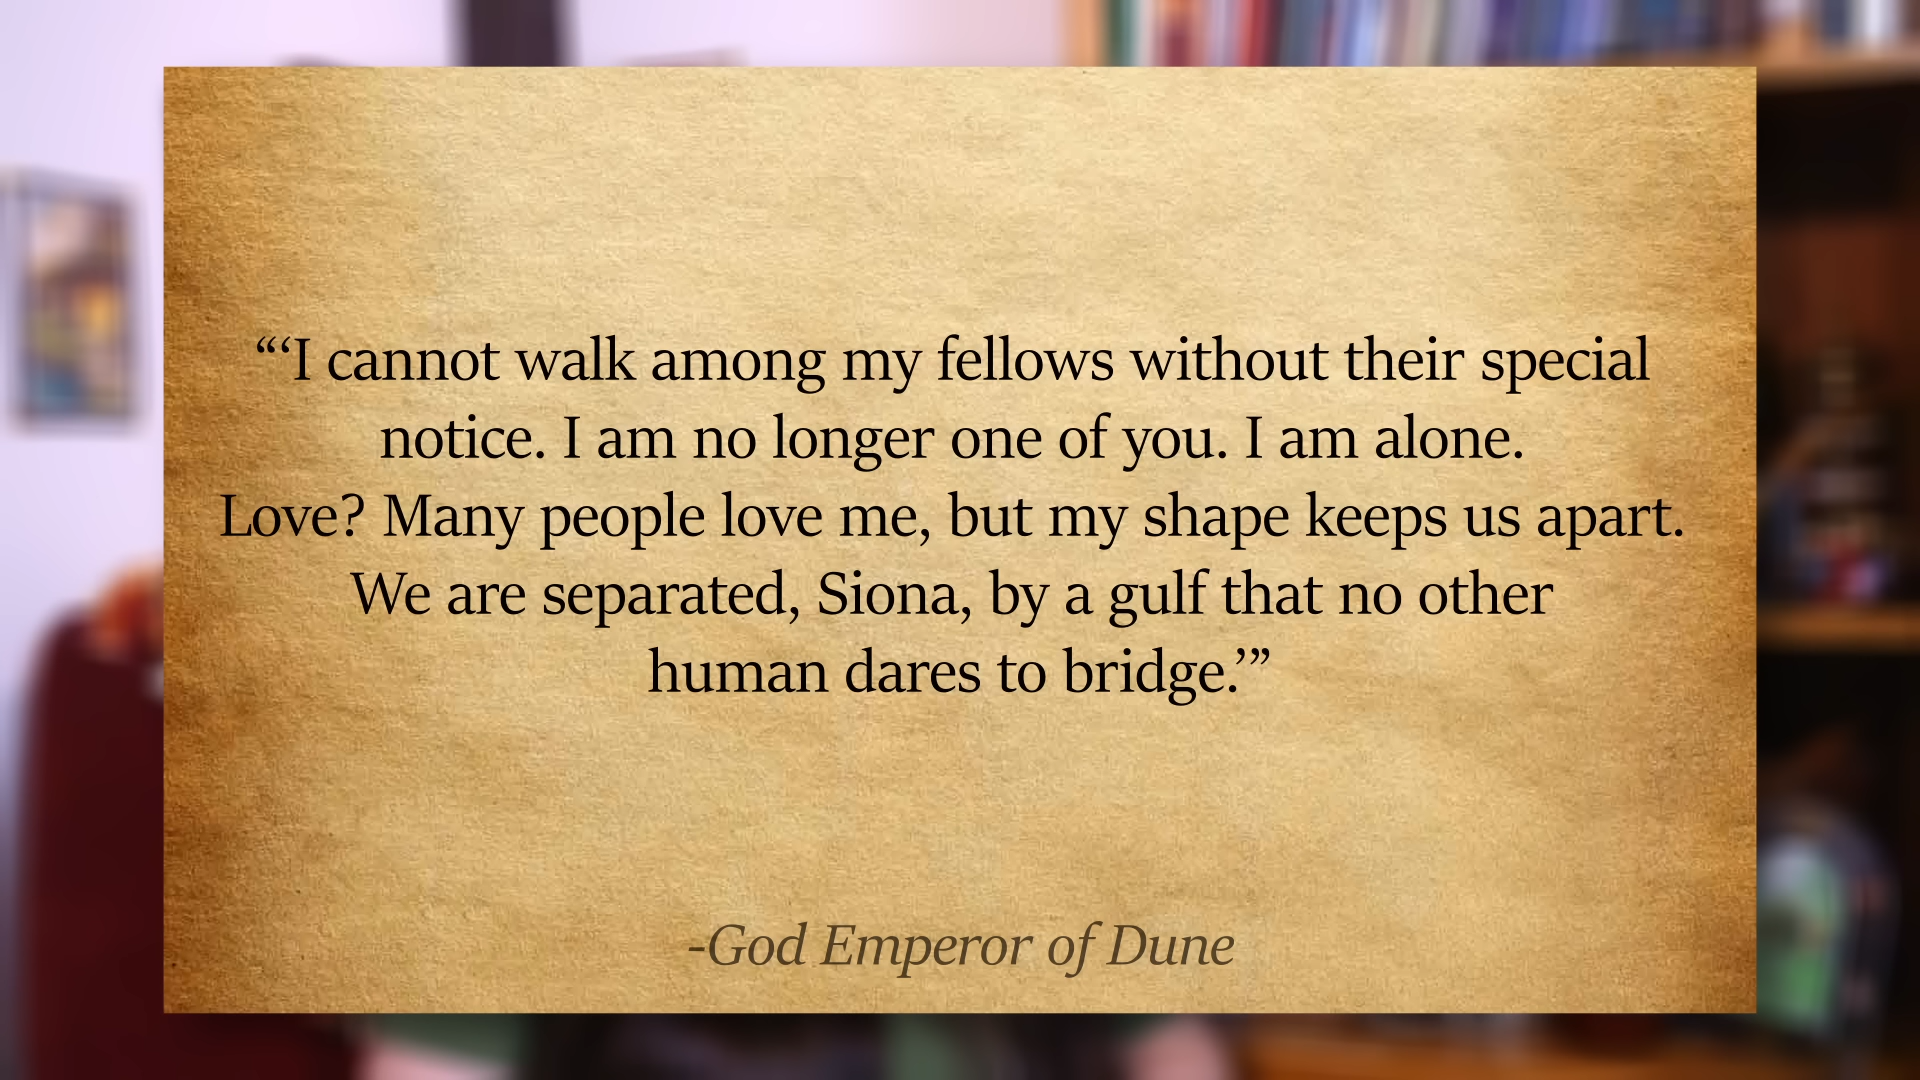 “‘I cannot walk among my fellows without their special
notice. I am no longer one of you. I am alone.
Love? Many people love me, but my shape keeps us apart.
We are separated, Siona, by a gulf that no other
human dares to bridge.’”
-God Emperor of Dune